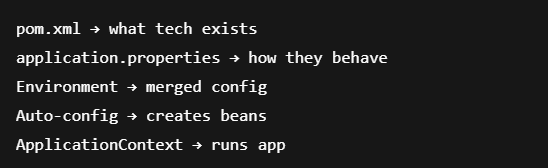 pom.xml → what tech exists
application.properties → how they behave
Environment → merged config
Auto-config → creates beans
ApplicationContext → runs app